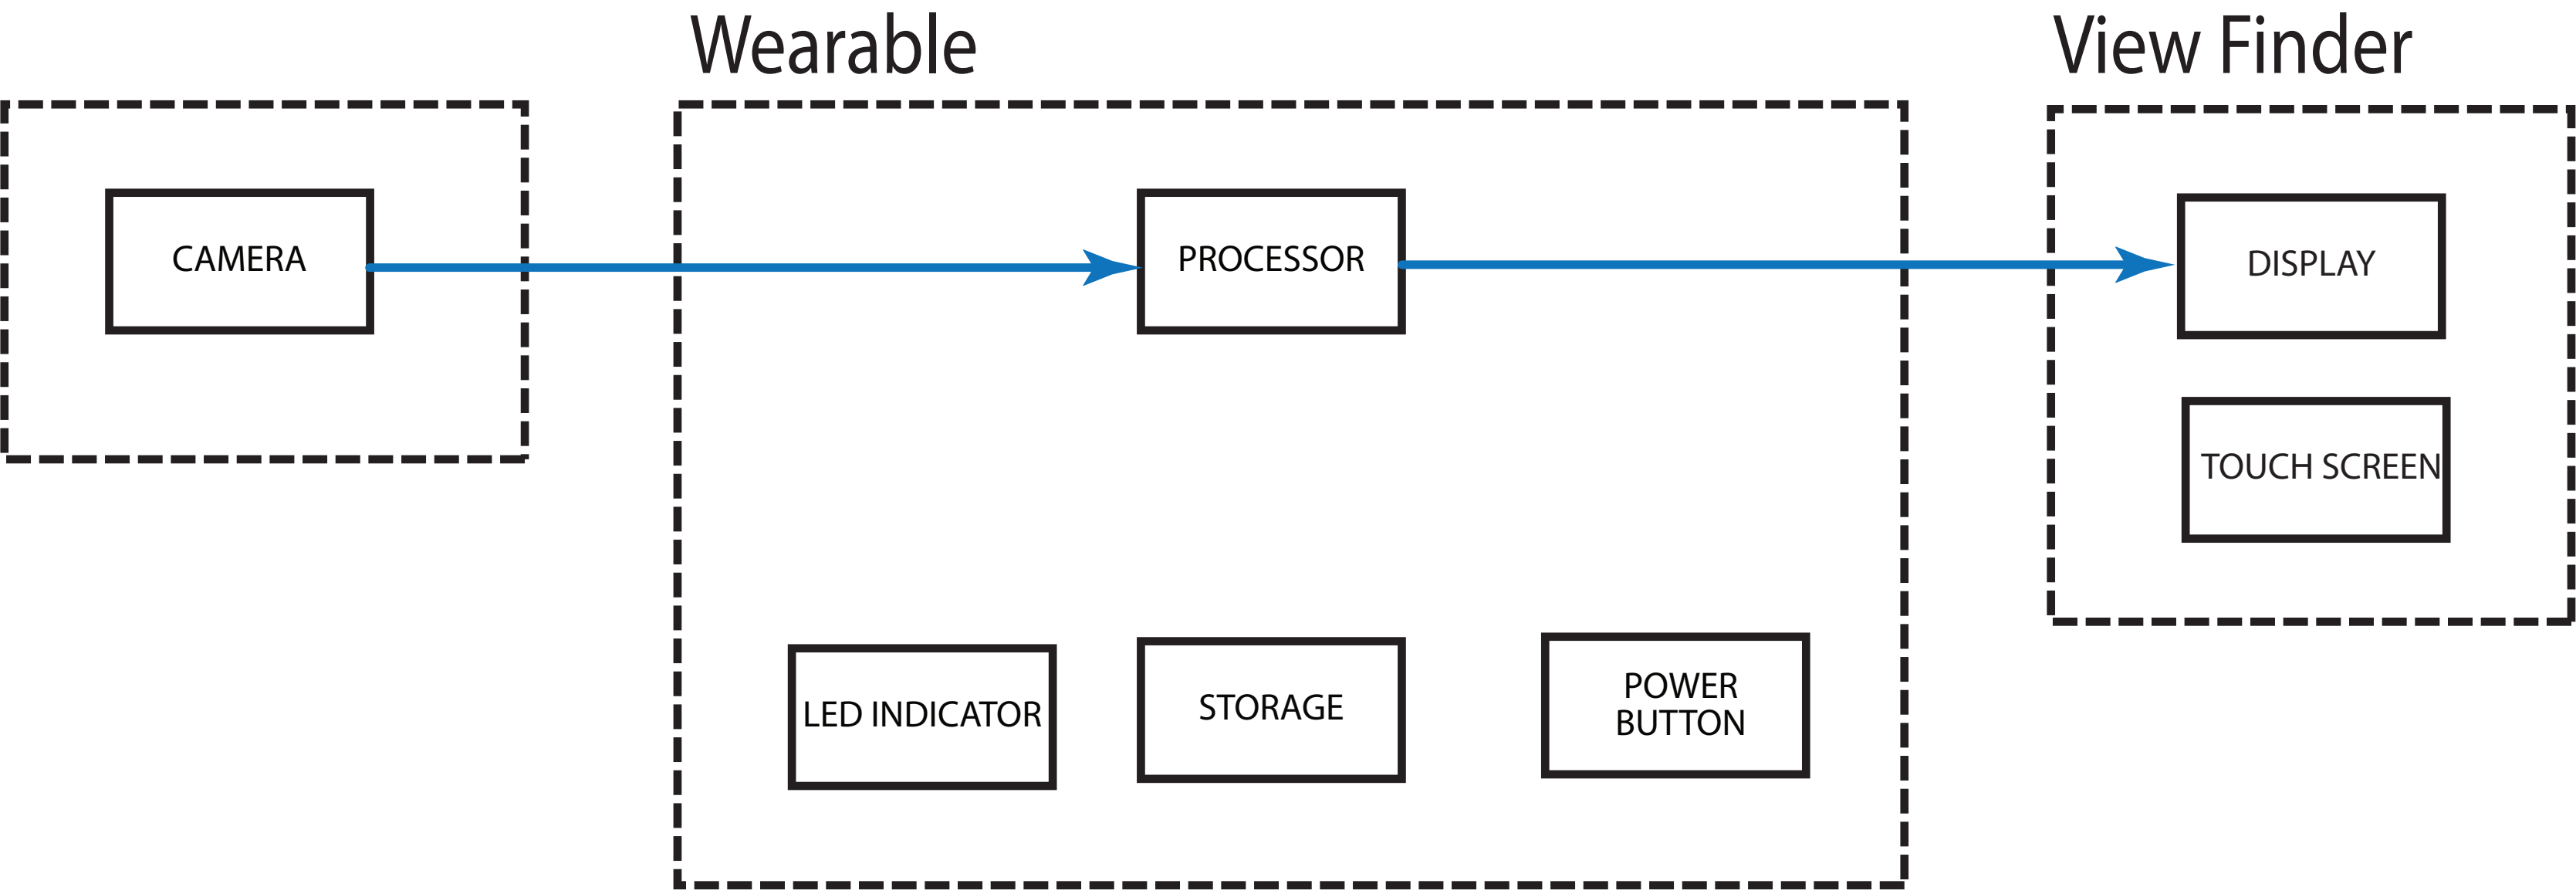 Wearable
View Finder
CAMERA
PROCESSOR
DISPLAY
TOUCH SCREEN
LED INDICATOR
STORAGE
POWER
BUTTON